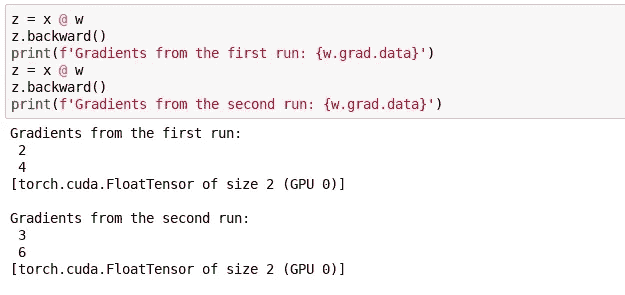 z = x @ w
z.backward()
print(f'Gradients from the first run: {w.grad.data}')
z = x @ w
z.backward()
print(f'Gradients from the second run: {w.grad.data}')
Gradients from the first run:
2
4
[torch.cuda.FloatTensor of size 2 (GPU 0)]
Gradients from the second run:
3
6
[torch.cuda.FloatTensor of size 2 (GPU 0)]